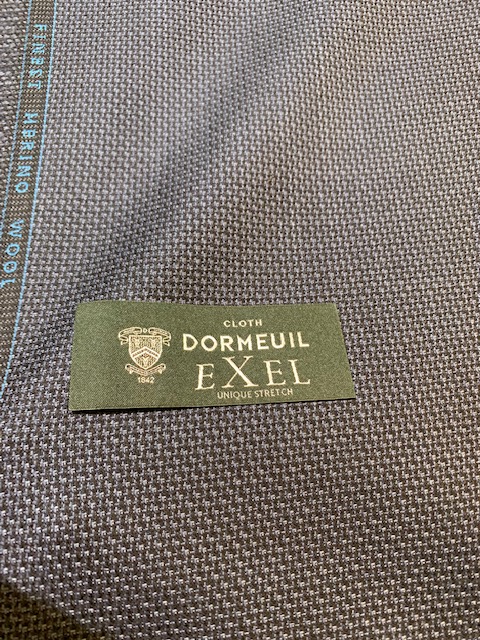 FINEST MERINO WOOL
CLOTH
DORMEUIL
EXEL
UNIQUE STRETCH
1842